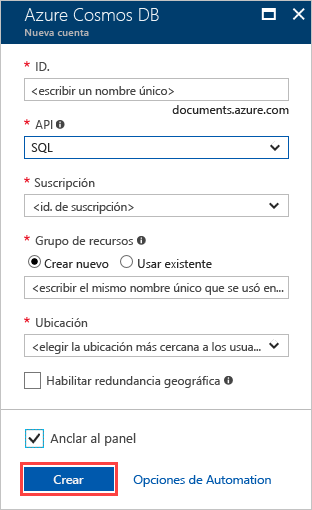 Azure Cosmos DB
Nueva cuenta
* ID.
<escribir un nombre único>
documents.azure.com
* API
SQL
* Suscripción
<id. de suscripción>
* Grupo de recursos
Crear nuevo Usar existente
<escribir el mismo nombre único que se usó en...
* Ubicación
<elegir la ubicación más cercana a los usua...
Habilitar redundancia geográfica
Anclar al panel
Crear Opciones de Automation